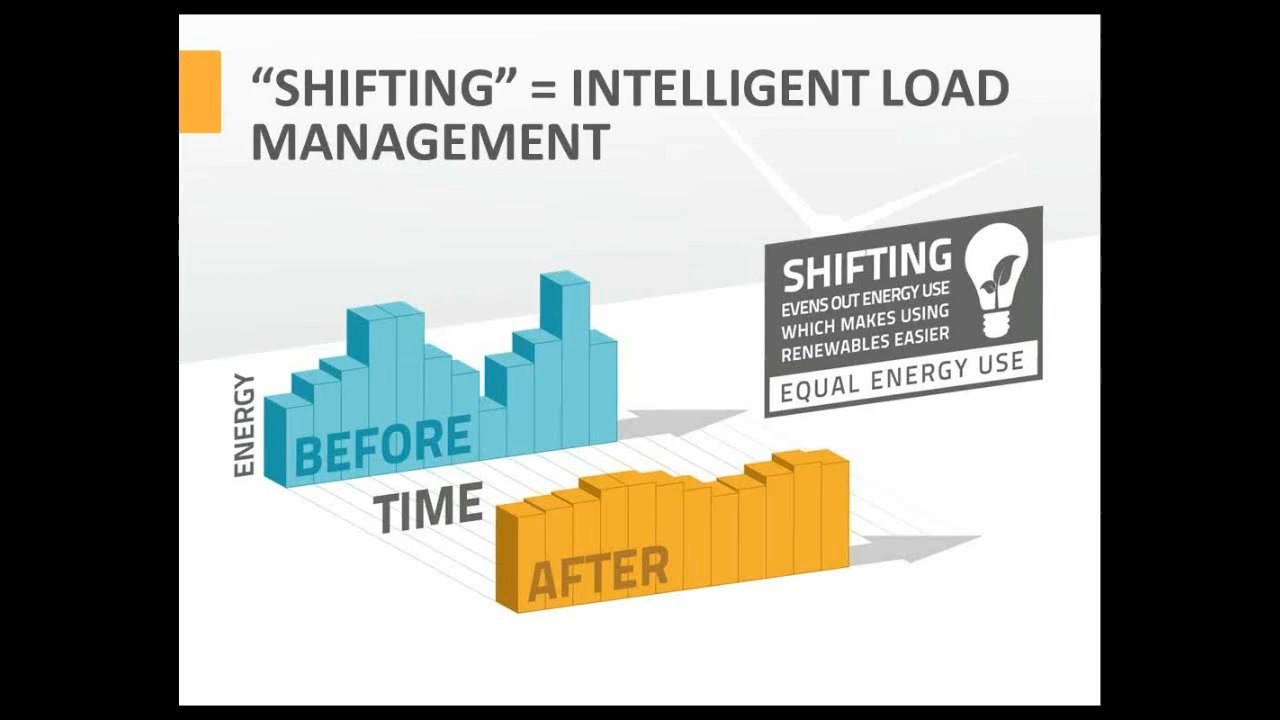 “SHIFTING” = INTELLIGENT LOAD
MANAGEMENT
SHIFTING
EVENS OUT ENERGY USE
WHICH MAKES USING
RENEWABLES EASIER
EQUAL ENERGY USE
ENERGY
BEFORE
TIME
AFTER